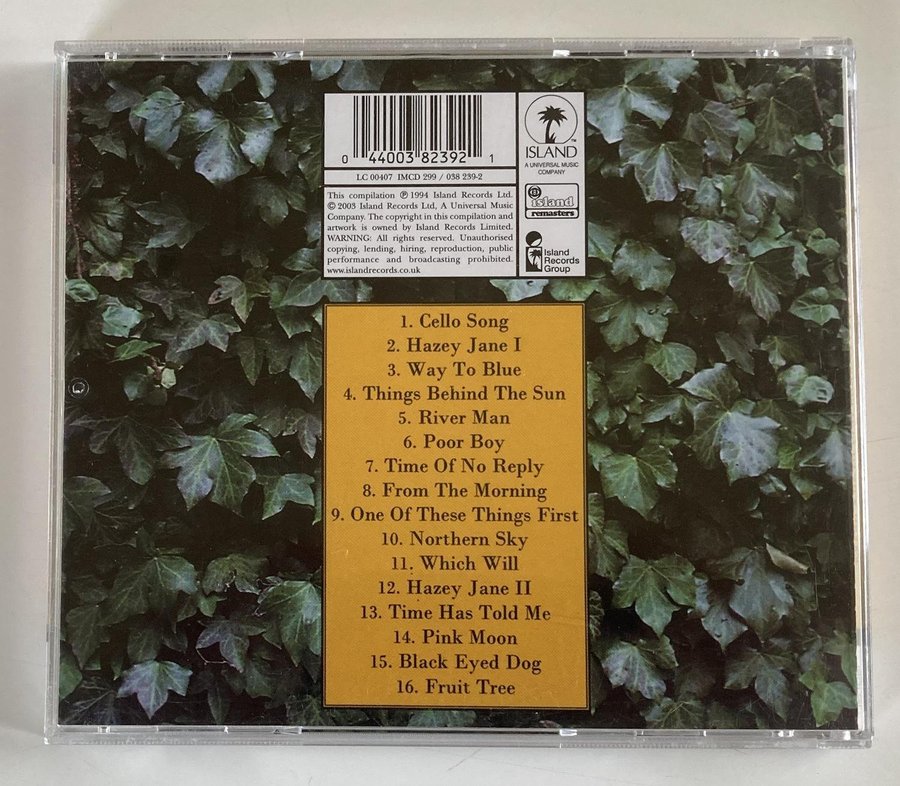 0 44003 82392 1
LC 00407 IMCD 299 / 038 239-2
This compilation ℗ 1994 Island Records Ltd.
© 2003 Island Records Ltd, A Universal Music
Company. The copyright in this compilation and
artwork is owned by Island Records Limited.
WARNING: All rights reserved. Unauthorised
copying, lending, hiring, reproduction, public
performance and broadcasting prohibited.
www.islandrecords.co.uk
ISLAND™
A UNIVERSAL MUSIC
COMPANY
island
remasters
Island
Records
Group
1. Cello Song
2. Hazey Jane I
3. Way To Blue
4. Things Behind The Sun
5. River Man
6. Poor Boy
7. Time Of No Reply
8. From The Morning
9. One Of These Things First
10. Northern Sky
11. Which Will
12. Hazey Jane II
13. Time Has Told Me
14. Pink Moon
15. Black Eyed Dog
16. Fruit Tree